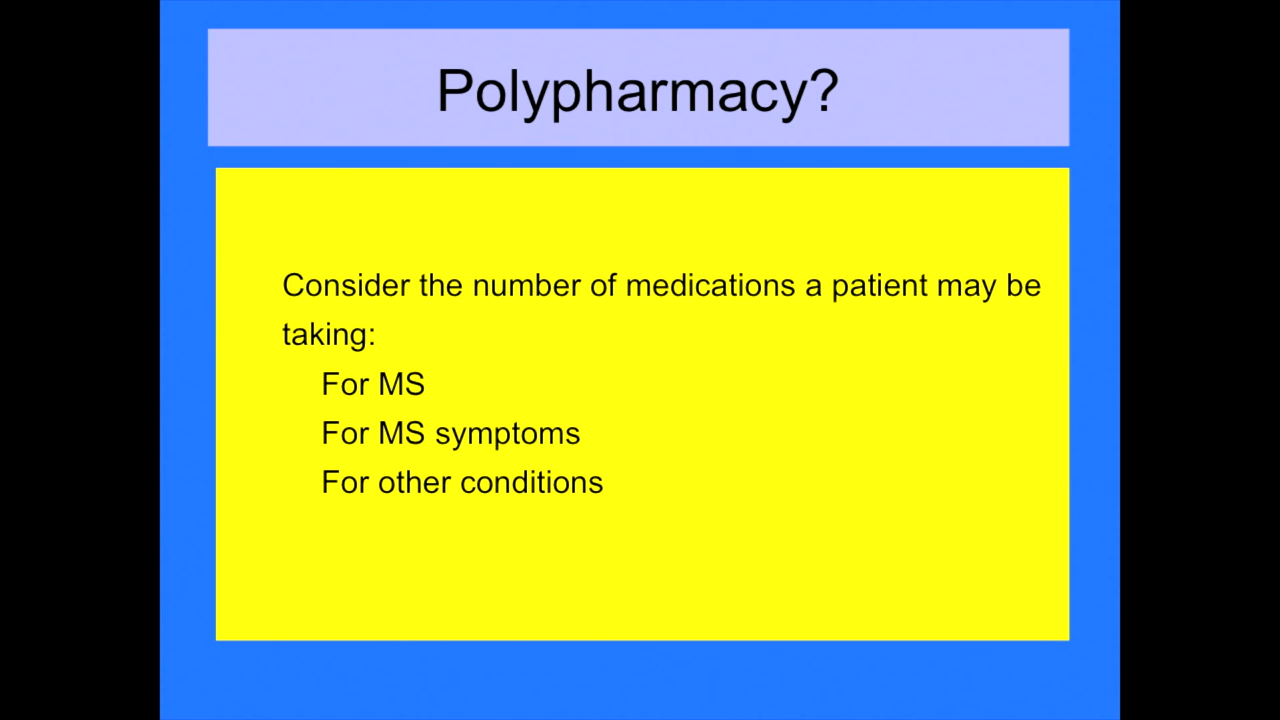 Polypharmacy?
Consider the number of medications a patient may be
taking:
For MS
For MS symptoms
For other conditions